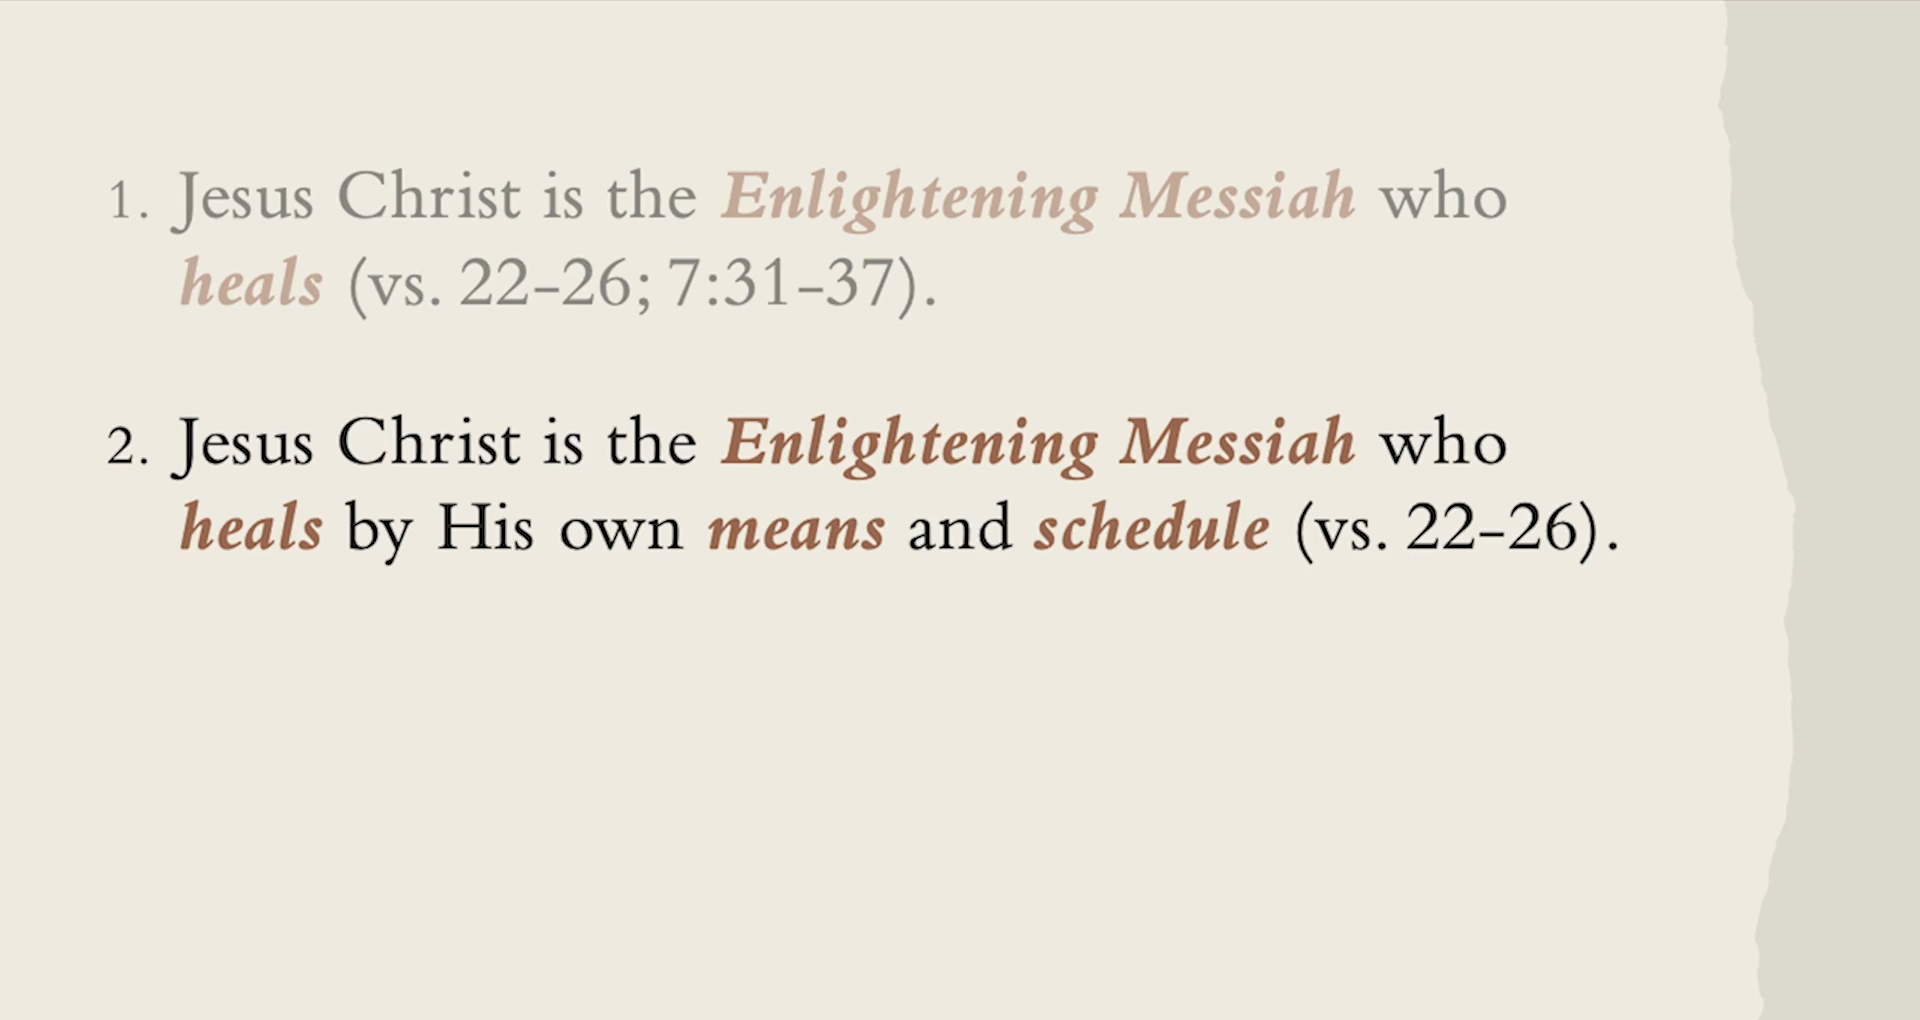 1. Jesus Christ is the Enlightening Messiah who
heals (vs. 22–26; 7:31–37).
2. Jesus Christ is the Enlightening Messiah who
heals by His own means and schedule (vs. 22–26).